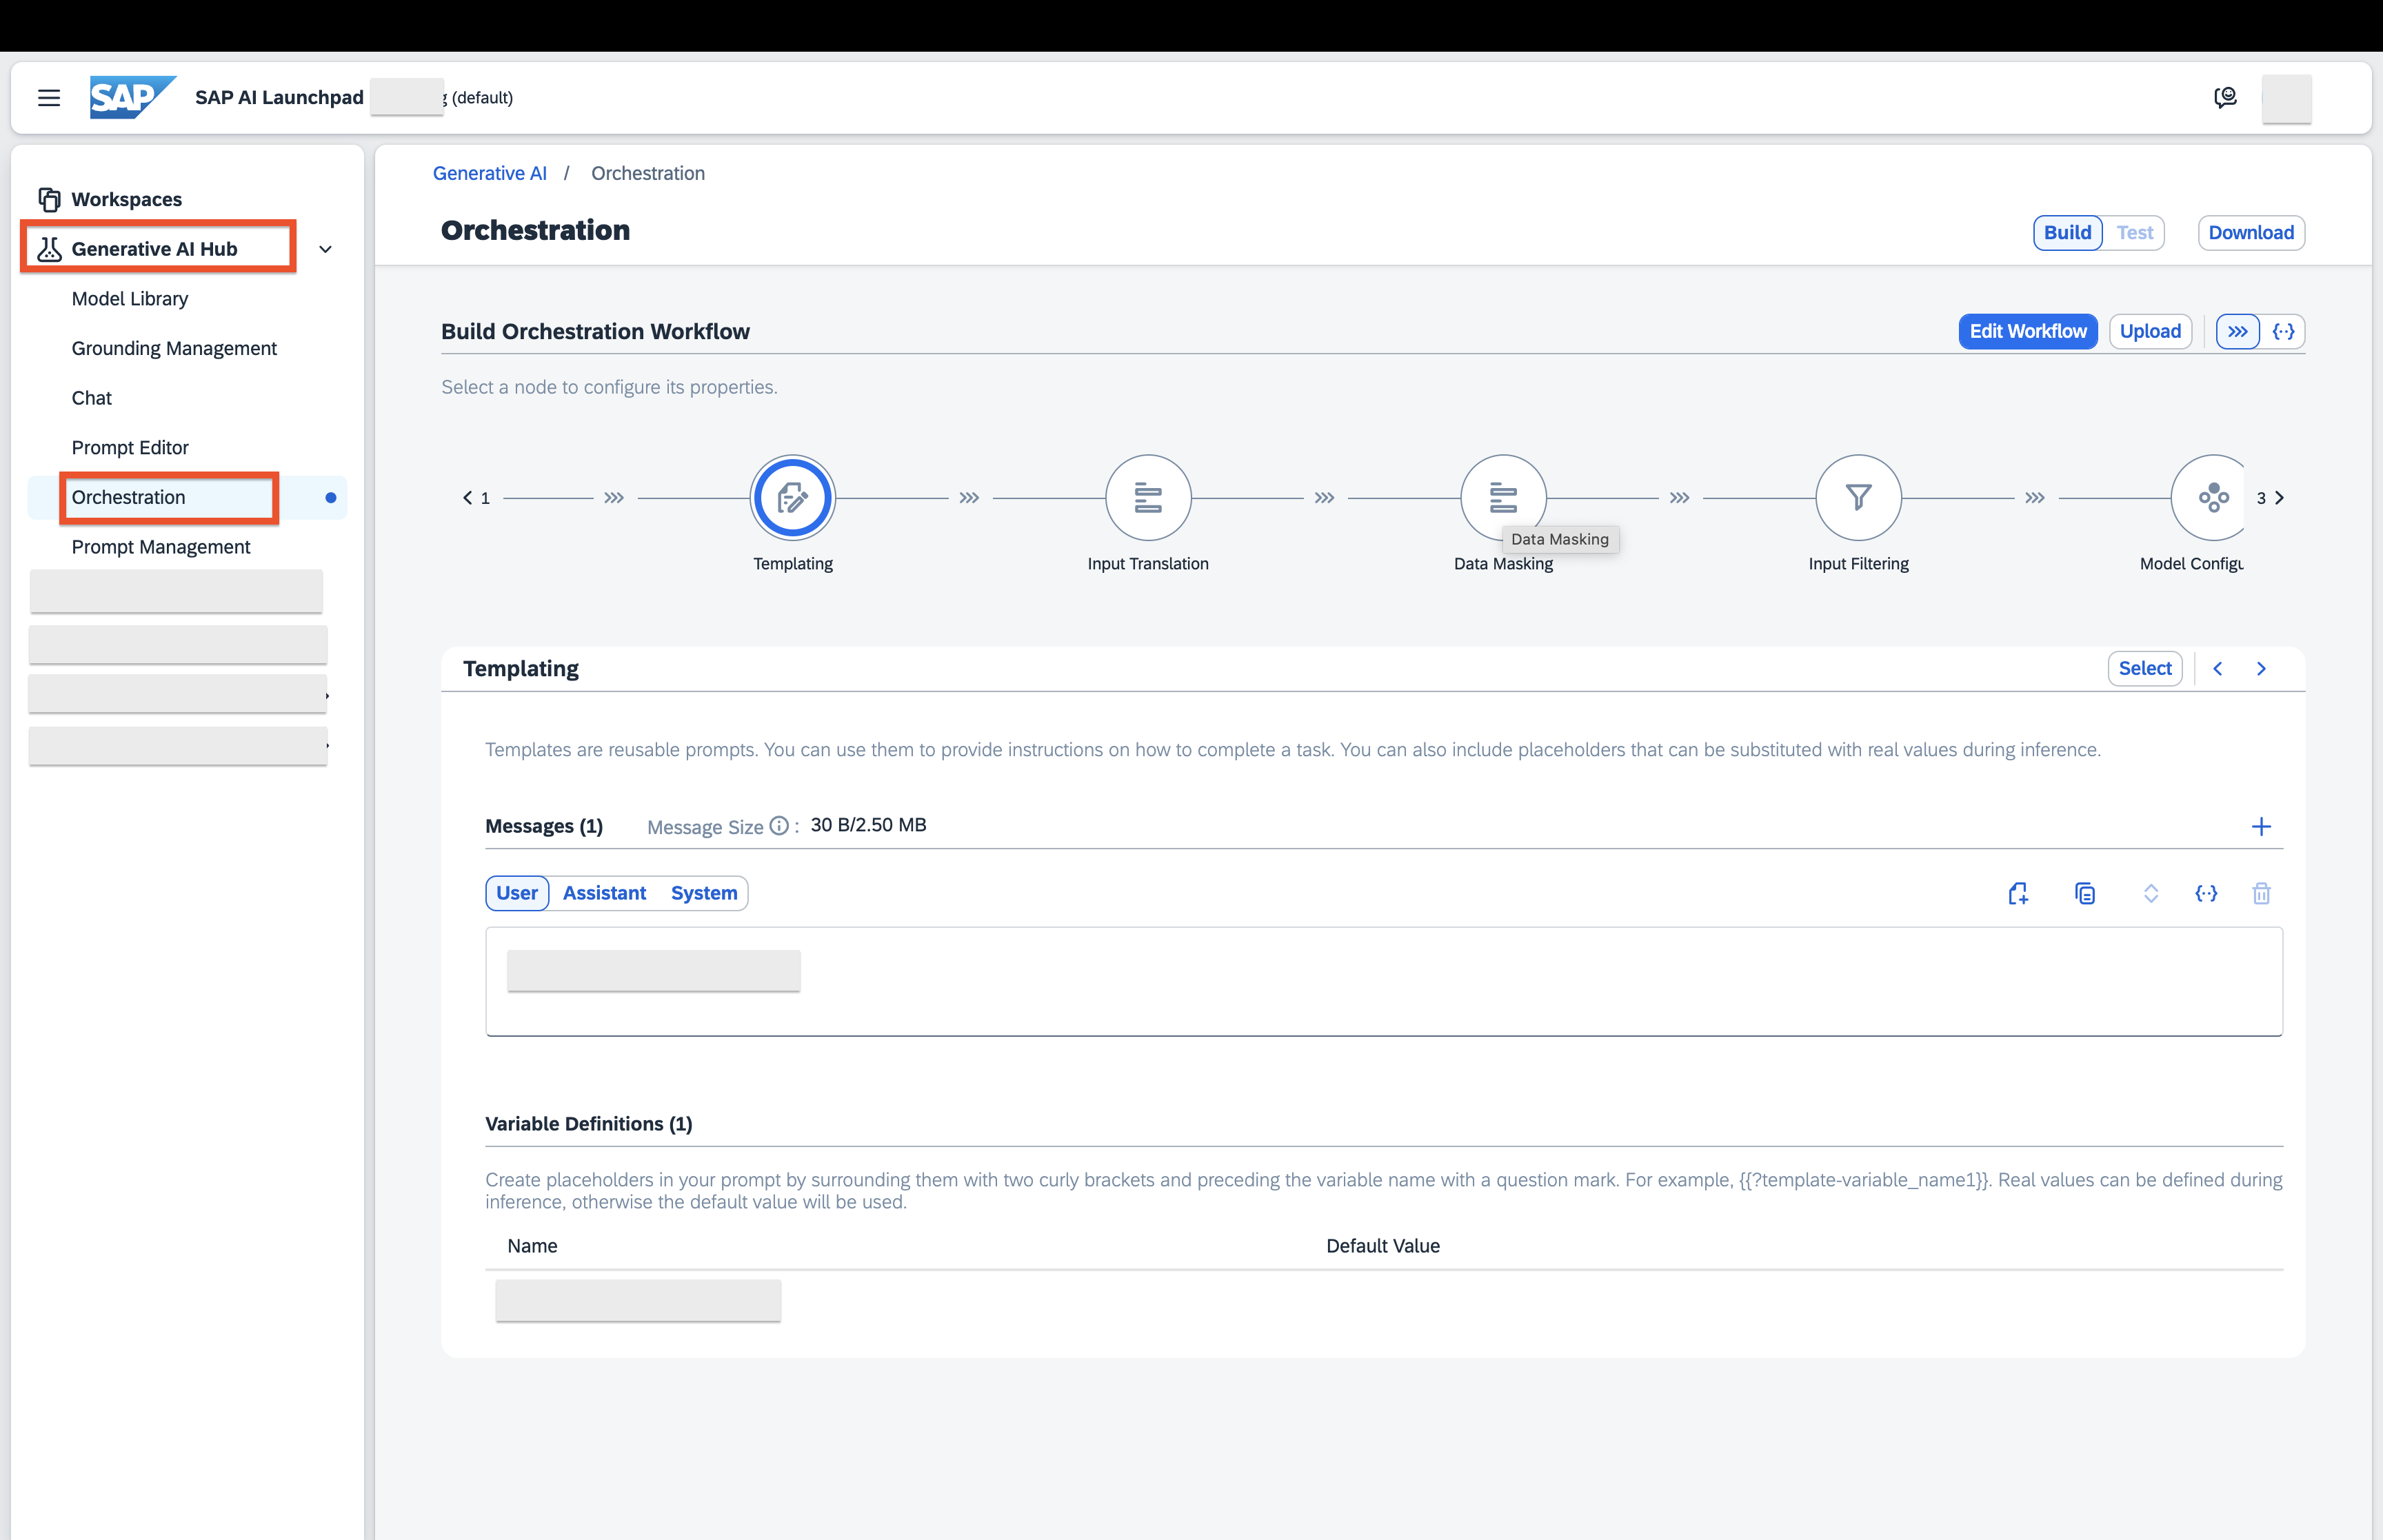 SAP SAP AI Launchpad (default)
Workspaces
Generative AI Hub
Model Library
Grounding Management
Chat
Prompt Editor
Orchestration
Prompt Management
Generative AI / Orchestration
Orchestration
Build Test Download
Build Orchestration Workflow
Edit Workflow Upload
Select a node to configure its properties.
1
3
Data Masking
Templating Input Translation Data Masking Input Filtering Model Configu
Templating
Select
Templates are reusable prompts. You can use them to provide instructions on how to complete a task. You can also include placeholders that can be substituted with real values during inference.
Messages (1) Message Size : 30 B/2.50 MB
User Assistant System
Variable Definitions (1)
Create placeholders in your prompt by surrounding them with two curly brackets and preceding the variable name with a question mark. For example, {{?template-variable_name1}}. Real values can be defined during
inference, otherwise the default value will be used.
Name Default Value